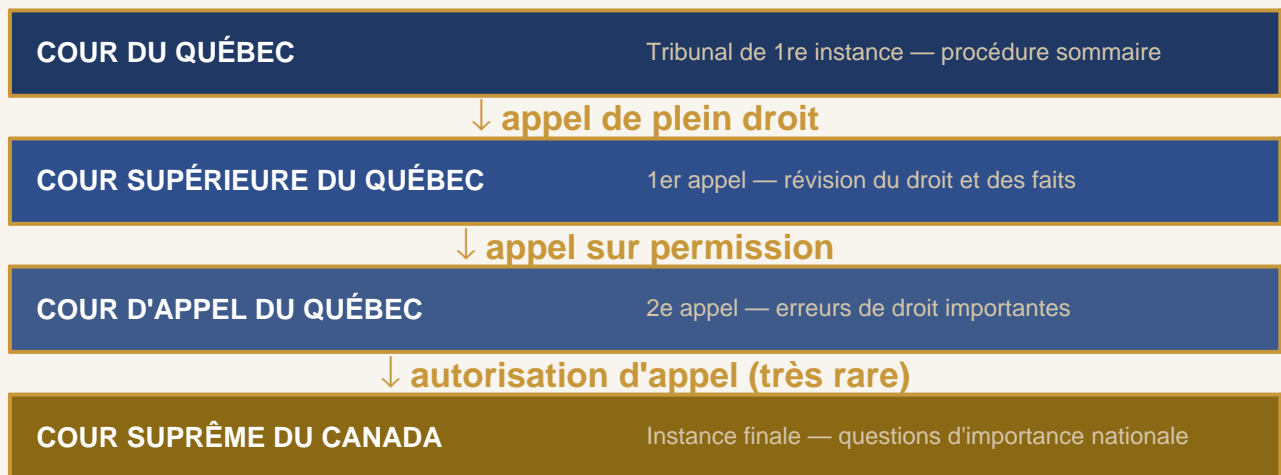 COUR DU QUÉBEC Tribunal de 1re instance — procédure sommaire
↓ appel de plein droit
COUR SUPÉRIEURE DU QUÉBEC 1er appel — révision du droit et des faits
↓ appel sur permission
COUR D'APPEL DU QUÉBEC 2e appel — erreurs de droit importantes
↓ autorisation d'appel (très rare)
COUR SUPRÊME DU CANADA Instance finale — questions d'importance nationale